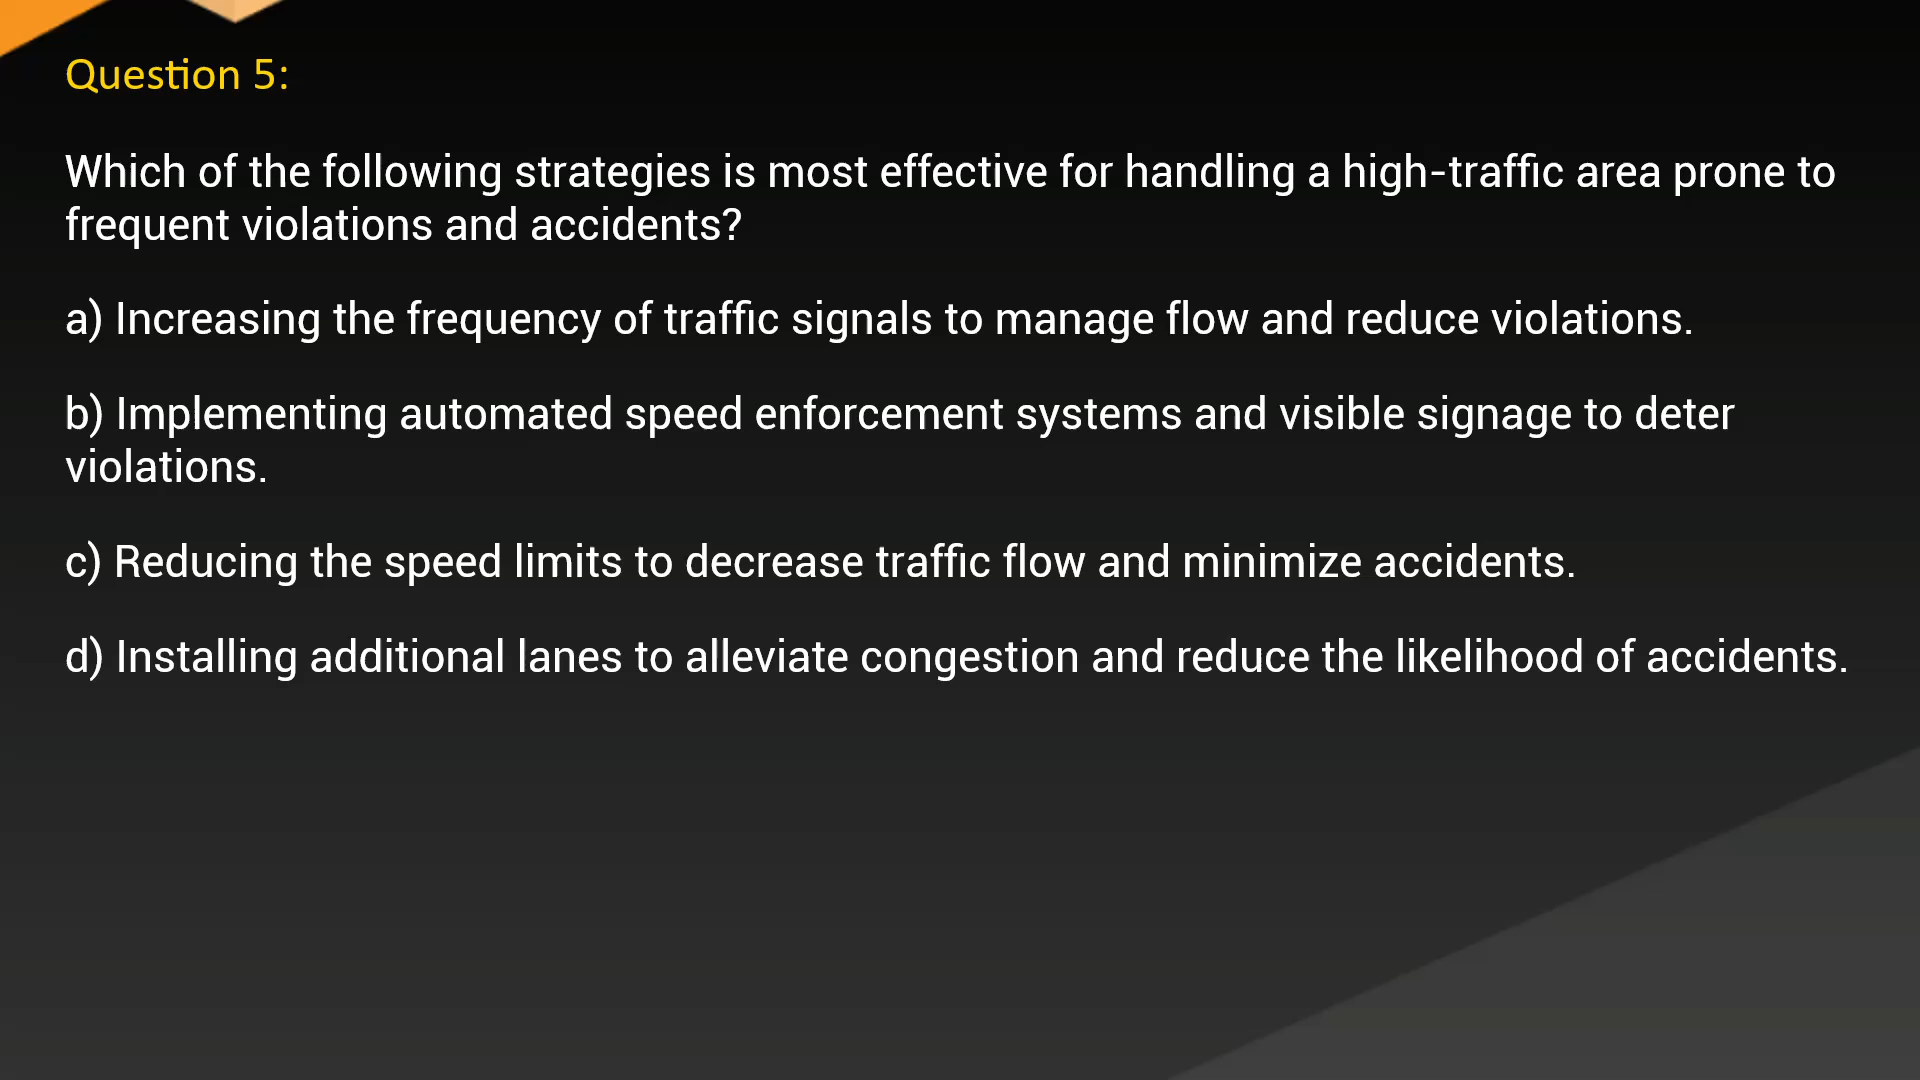 Question 5:
Which of the following strategies is most effective for handling a high-traffic area prone to
frequent violations and accidents?
a) Increasing the frequency of traffic signals to manage flow and reduce violations.
b) Implementing automated speed enforcement systems and visible signage to deter
violations.
c) Reducing the speed limits to decrease traffic flow and minimize accidents.
d) Installing additional lanes to alleviate congestion and reduce the likelihood of accidents.